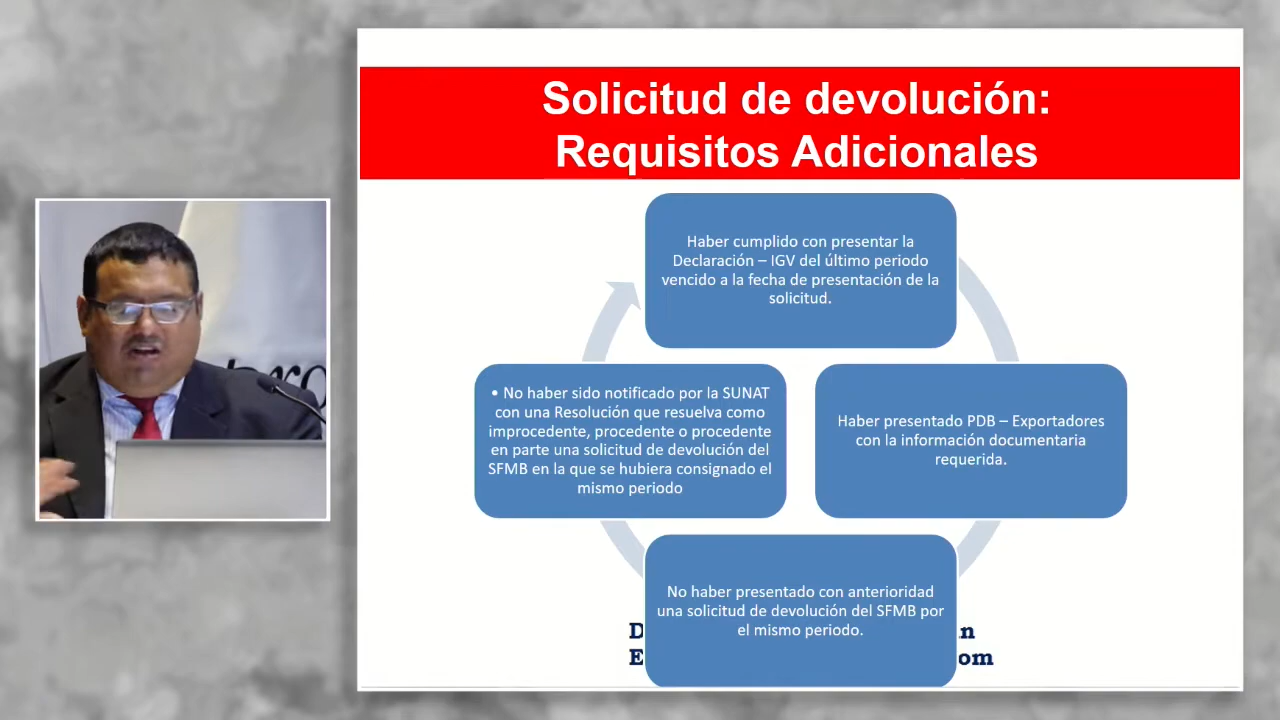 Solicitud de devolución:
Requisitos Adicionales
Haber cumplido con presentar la
Declaración – IGV del último periodo
vencido a la fecha de presentación de la
solicitud.
• No haber sido notificado por la SUNAT
con una Resolución que resuelva como
improcedente, procedente o procedente
en parte una solicitud de devolución del
SFMB en la que se hubiera consignado el
mismo periodo
Haber presentado PDB – Exportadores
con la información documentaria
requerida.
No haber presentado con anterioridad
una solicitud de devolución del SFMB por
el mismo periodo.